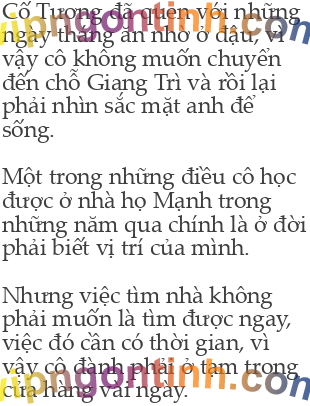 Cố Tương đã quen với những
ngày tháng ăn nhờ ở đậu, vì
vậy cô không muốn chuyển
đến chỗ Giang Trì và rồi lại
phải nhìn sắc mặt anh để
sống.
Một trong những điều cô học
được ở nhà họ Mạnh trong
những năm qua chính là ở đời
phải biết vị trí của mình.
Nhưng việc tìm nhà không
phải muốn là tìm được ngay,
việc đó cần có thời gian, vì
vậy cô đành phải ở tạm trong
cửa hàng vài ngày.
vipngontinh.com
vipngontinh.com